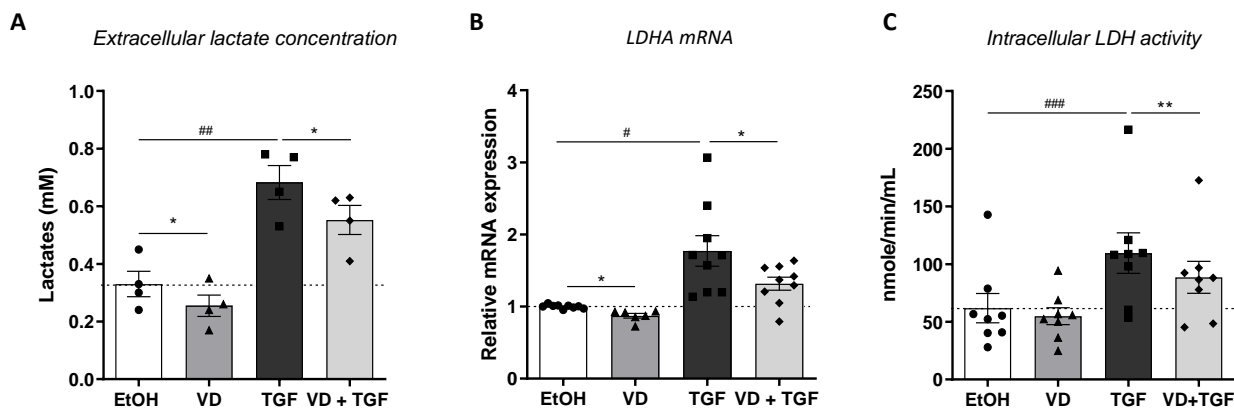 A
Extracellular lactate concentration
Lactates (mM)
1.0
0.8
0.6
0.4
0.2
0.0
##
*
*
EtOH VD TGF VD + TGF
B
LDHA mRNA
Relative mRNA expression
4
3
2
1
0
#
*
*
EtOH VD TGF VD + TGF
C
Intracellular LDH activity
nmole/min/mL
250
200
150
100
50
0
###
**
EtOH VD TGF VD+TGF